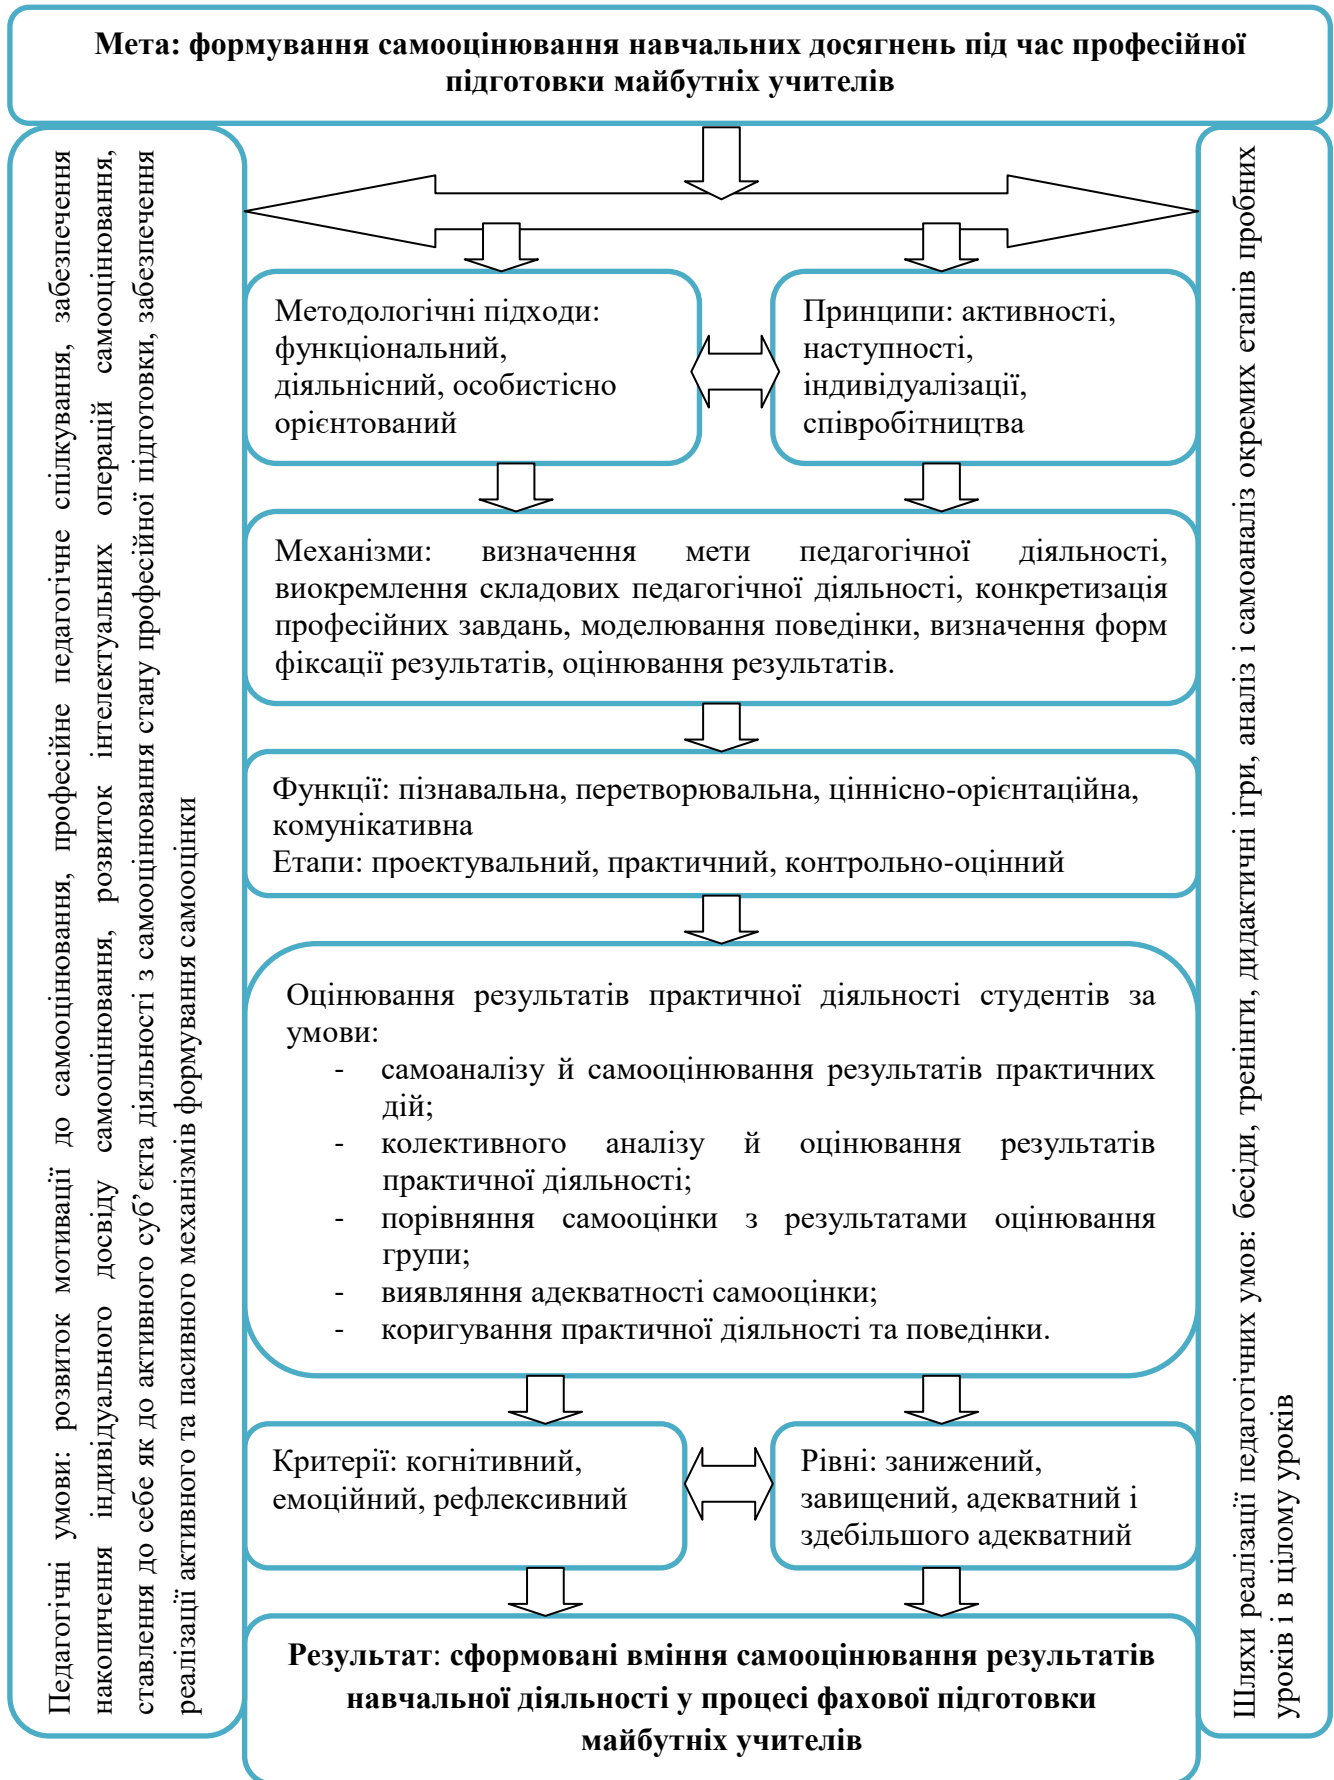 Мета: формування самооцінювання навчальних досягнень під час професійної
підготовки майбутніх учителів
Педагогічні умови: розвиток мотивації до самооцінювання, професійне педагогічне спілкування, забезпечення
накопичення індивідуального досвіду самооцінювання, розвиток інтелектуальних операцій самооцінювання,
ставлення до себе як до активного суб’єкта діяльності з самооцінювання стану професійної підготовки, забезпечення
реалізації активного та пасивного механізмів формування самооцінки
Методологічні підходи:
функціональний,
діяльнісний, особистісно
орієнтований
Принципи: активності,
наступності,
індивідуалізації,
співробітництва
Механізми: визначення мети педагогічної діяльності,
виокремлення складових педагогічної діяльності, конкретизація
професійних завдань, моделювання поведінки, визначення форм
фіксації результатів, оцінювання результатів.
Функції: пізнавальна, перетворювальна, ціннісно-орієнтаційна,
комунікативна
Етапи: проектувальний, практичний, контрольно-оцінний
Оцінювання результатів практичної діяльності студентів за
умови:
- самоаналізу й самооцінювання результатів практичних
дій;
- колективного аналізу й оцінювання результатів
практичної діяльності;
- порівняння самооцінки з результатами оцінювання
групи;
- виявляння адекватності самооцінки;
- коригування практичної діяльності та поведінки.
Критерії: когнітивний,
емоційний, рефлексивний
Рівні: занижений,
завищений, адекватний і
здебільшого адекватний
Результат: сформовані вміння самооцінювання результатів
навчальної діяльності у процесі фахової підготовки
майбутніх учителів
Шляхи реалізації педагогічних умов: бесіди, тренінги, дидактичні ігри, аналіз і самоаналіз окремих етапів пробних
уроків і в цілому уроків